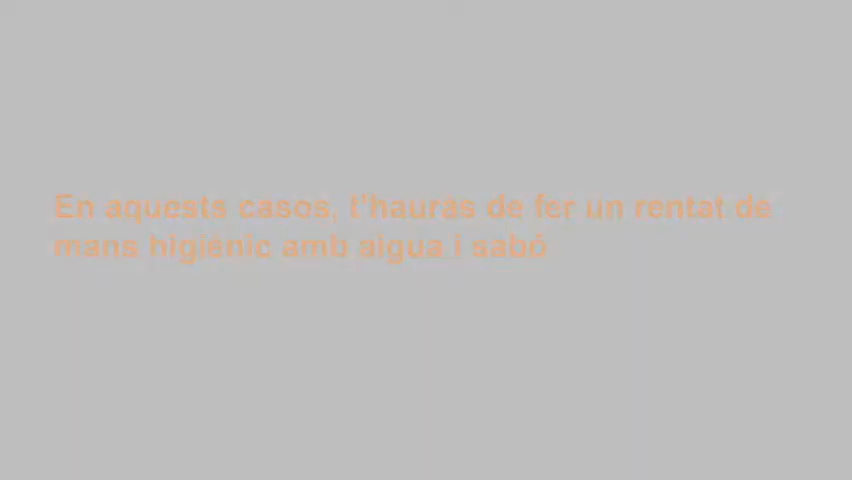 En aquests casos, t'hauràs de fer un rentat de
mans higiènic amb aigua i sabó